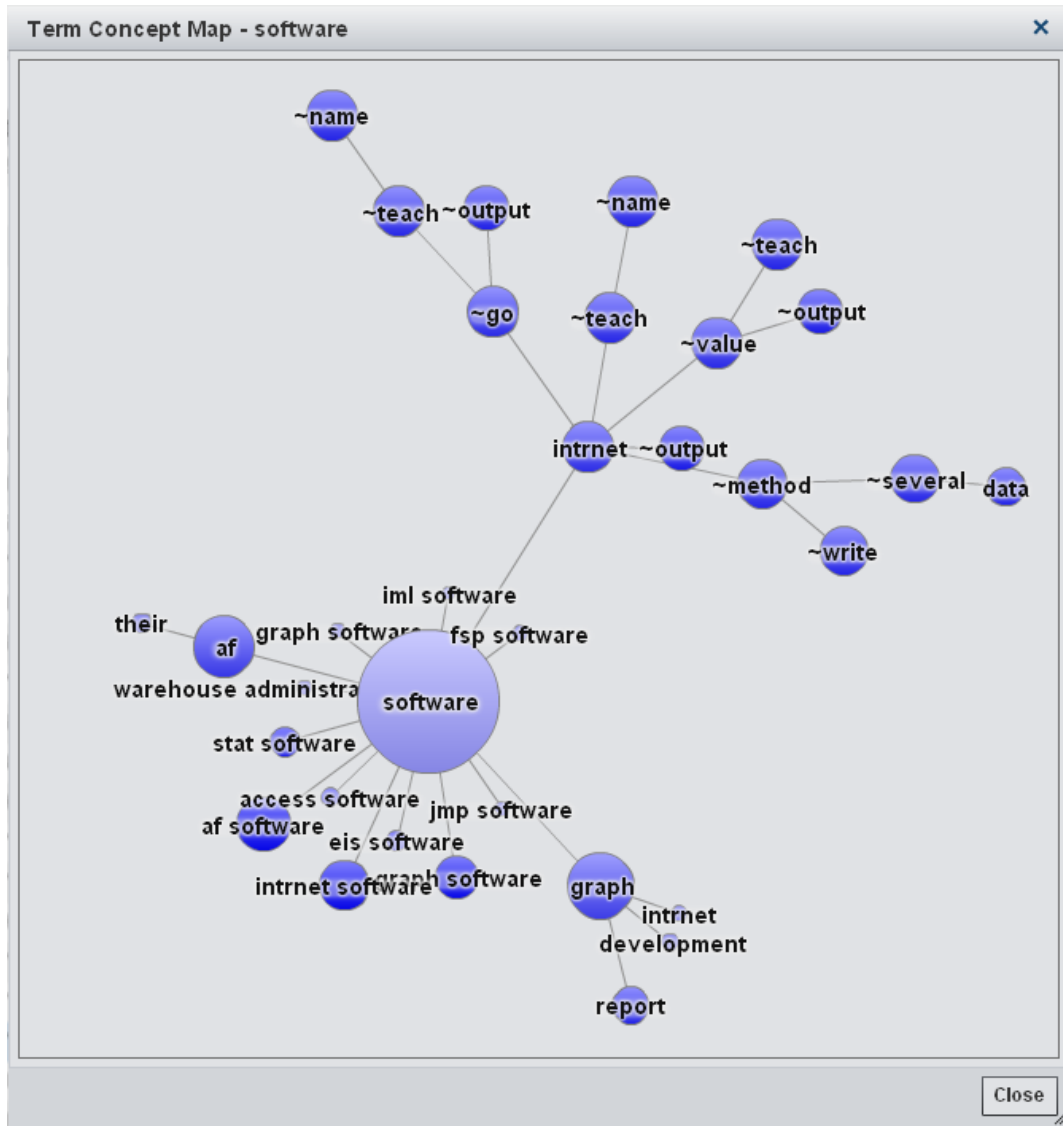 Term Concept Map - software
×
~name
~teach
~output
~name
~teach
~output
~go
~teach
~value
intrnet
~output
~method
~several
data
~write
iml software
their
af
graph software
fsp software
warehouse administra
software
stat software
access software
jmp software
af software
eis software
intrnet software
graph software
graph
intrnet
development
report
Close